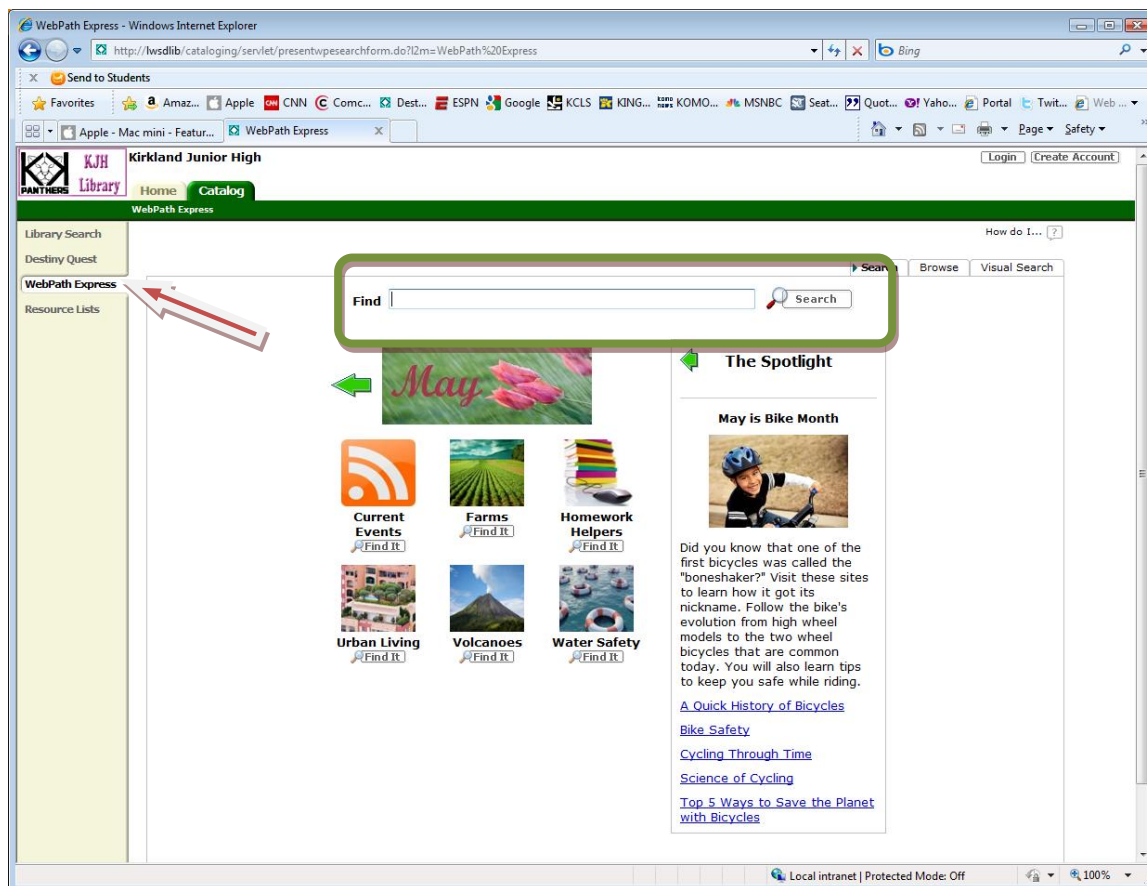 WebPath Express - Windows Internet Explorer
http://lwsdlib/cataloging/servlet/presentwpesearchform.do?l2m=WebPath%20Express
Bing
X Send to Students
Favorites Amaz... Apple CNN Comc... Dest... ESPN Google KCLS KING... KOMO... MSNBC Seat... Quot... Yaho... Portal Twit... Web ...
Apple - Mac mini - Featur... WebPath Express X Page Safety
KJH Library
PANTHERS
Kirkland Junior High
Login Create Account
Home Catalog
WebPath Express
How do I... ?
Library Search
Destiny Quest
WebPath Express
Resource Lists
Search Browse Visual Search
Find Search
May
Current Events
Find It
Farms
Find It
Homework Helpers
Find It
Urban Living
Find It
Volcanoes
Find It
Water Safety
Find It
The Spotlight
May is Bike Month
Did you know that one of the
first bicycles was called the
"boneshaker?" Visit these sites
to learn how it got its
nickname. Follow the bike's
evolution from high wheel
models to the two wheel
bicycles that are common
today. You will also learn tips
to keep you safe while riding.
A Quick History of Bicycles
Bike Safety
Cycling Through Time
Science of Cycling
Top 5 Ways to Save the Planet
with Bicycles
Local intranet | Protected Mode: Off 100%